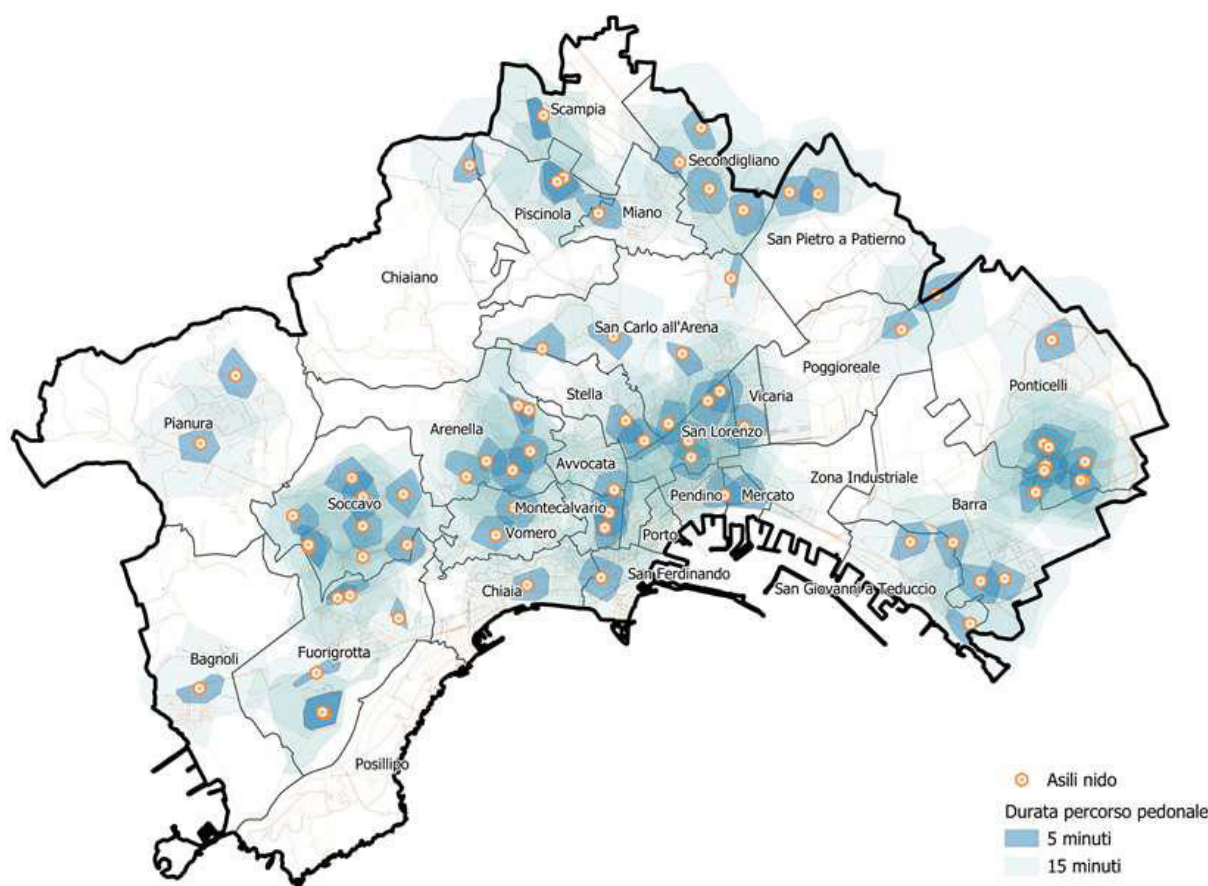 Scampia
Secondigliano
Piscinola
Miano
San Pietro a Patierno
Chiaiano
San Carlo all'Arena
Poggioreale
Ponticelli
Stella
Vicaria
Pianura
Arenella
San Lorenzo
Avvocata
Zona Industriale
Soccavo
Pendino
Mercato
Barra
Montecalvario
Vomero
Porto
San Ferdinando
Chiaia
San Giovanni a Teduccio
Fuorigrotta
Bagnoli
Posillipo
Asili nido
Durata percorso pedonale
5 minuti
15 minuti